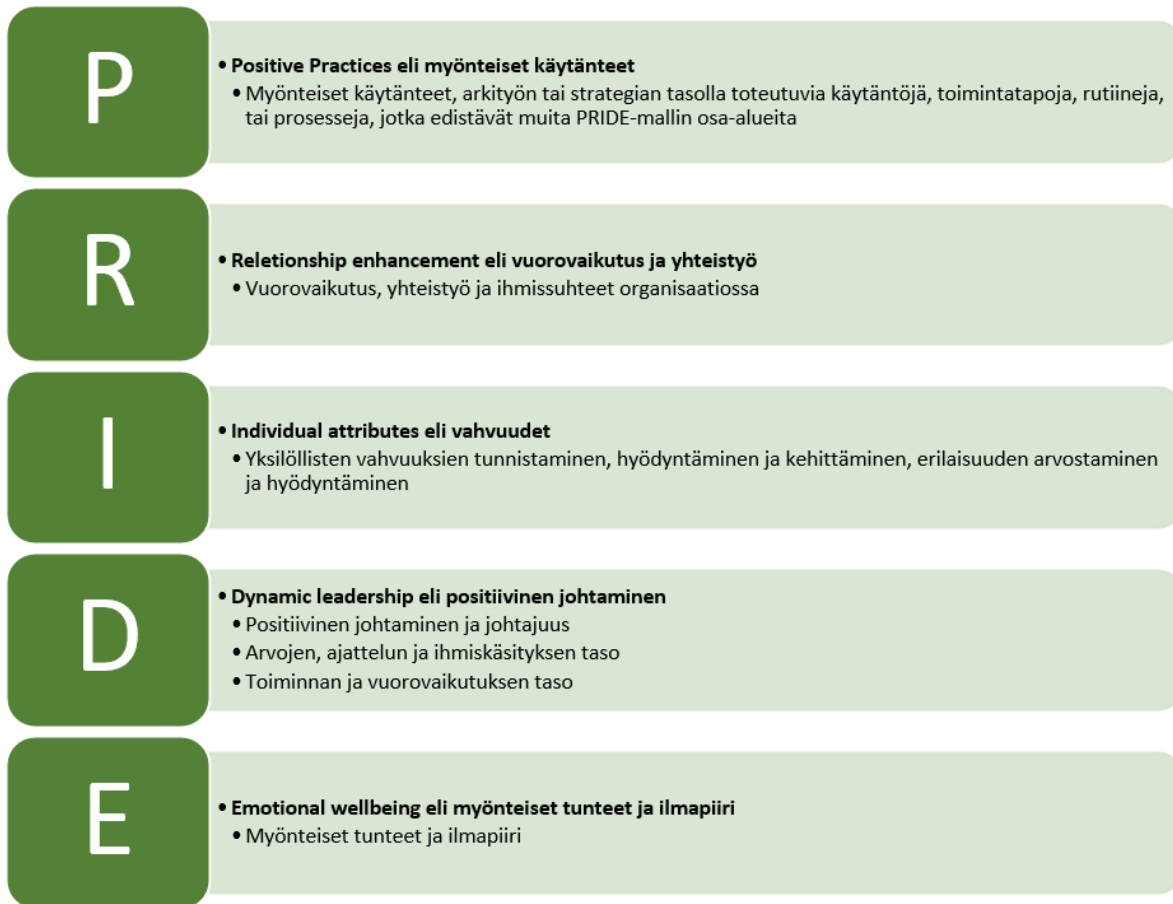 P
• Positive Practices eli myönteiset käytänteet
• Myönteiset käytänteet, arkityön tai strategian tasolla toteutuvia käytäntöjä, toimintatapoja, rutiineja,
tai prosesseja, jotka edistävät muita PRIDE-mallin osa-alueita
R
• Reletionship enhancement eli vuorovaikutus ja yhteistyö
• Vuorovaikutus, yhteistyö ja ihmissuhteet organisaatiossa
I
• Individual attributes eli vahvuudet
• Yksilöllisten vahvuuksien tunnistaminen, hyödyntäminen ja kehittäminen, erilaisuuden arvostaminen
ja hyödyntäminen
D
• Dynamic leadership eli positiivinen johtaminen
• Positiivinen johtaminen ja johtajuus
• Arvojen, ajattelun ja ihmiskäsityksen taso
• Toiminnan ja vuorovaikutuksen taso
E
• Emotional wellbeing eli myönteiset tunteet ja ilmapiiri
• Myönteiset tunteet ja ilmapiiri